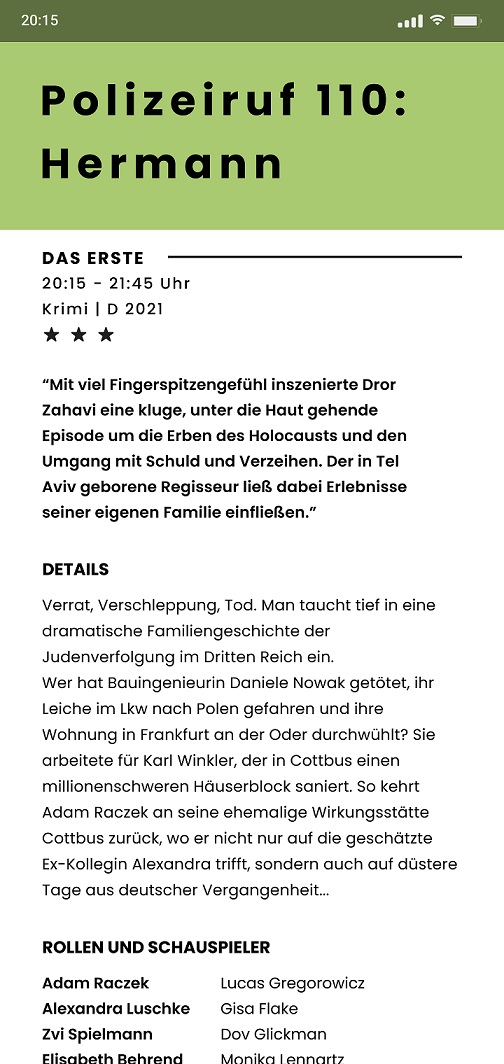 20:15
Polizeiruf 110:
Hermann
DAS ERSTE
20:15 - 21:45 Uhr
Krimi | D 2021
“Mit viel Fingerspitzengefühl inszenierte Dror
Zahavi eine kluge, unter die Haut gehende
Episode um die Erben des Holocausts und den
Umgang mit Schuld und Verzeihen. Der in Tel
Aviv geborene Regisseur ließ dabei Erlebnisse
seiner eigenen Familie einfließen.”
DETAILS
Verrat, Verschleppung, Tod. Man taucht tief in eine
dramatische Familiengeschichte der
Judenverfolgung im Dritten Reich ein.
Wer hat Bauingenieurin Daniele Nowak getötet, ihr
Leiche im Lkw nach Polen gefahren und ihre
Wohnung in Frankfurt an der Oder durchwühlt? Sie
arbeitete für Karl Winkler, der in Cottbus einen
millionenschweren Häuserblock saniert. So kehrt
Adam Raczek an seine ehemalige Wirkungsstätte
Cottbus zurück, wo er nicht nur auf die geschätzte
Ex-Kollegin Alexandra trifft, sondern auch auf düstere
Tage aus deutscher Vergangenheit...
ROLLEN UND SCHAUSPIELER
Adam Raczek Lucas Gregorowicz
Alexandra Luschke Gisa Flake
Zvi Spielmann Dov Glickman
Elisabeth Behrend Monika Lennartz